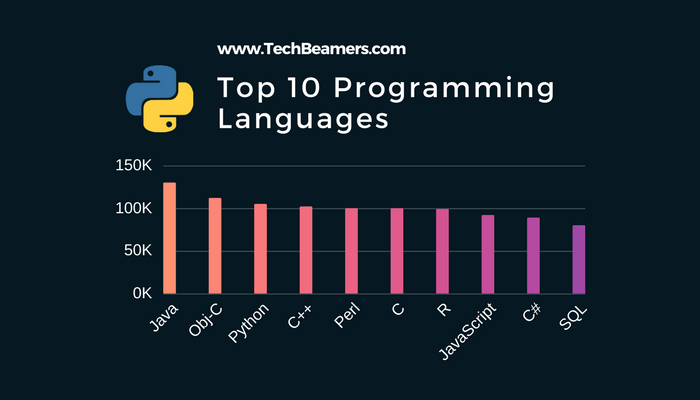 www.TechBeamers.com
Top 10 Programming
Languages
150K
100K
50K
0K
Java
Obj-C
Python
C++
Perl
C
R
JavaScript
C#
SQL